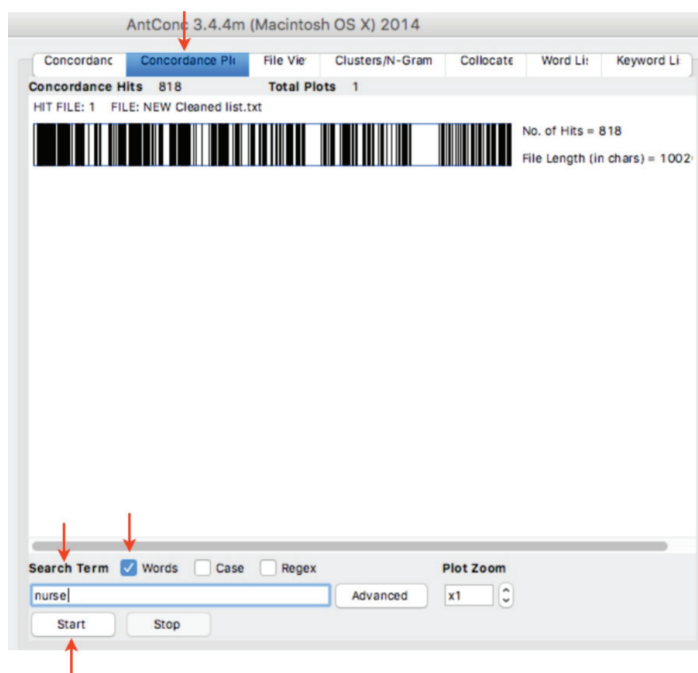 AntConc 3.4.4m (Macintosh OS X) 2014
Concordanc Concordance Plo File Vie Clusters/N-Gram Collocate Word Li Keyword Li
Concordance Hits 818 Total Plots 1
HIT FILE: 1 FILE: NEW Cleaned list.txt
No. of Hits = 818
File Length (in chars) = 1002
Search Term Words Case Regex Plot Zoom
nurse Advanced x1
Start Stop